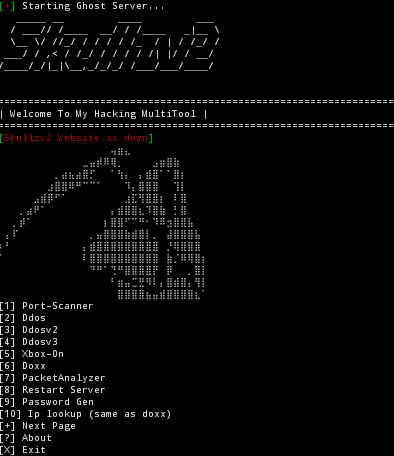 [+] Starting Ghost Server...
| Welcome To My Hacking MultiTool |
[Skullzv2 Website is down]
[1] Port-Scanner
[2] Ddos
[3] Ddosv2
[4] Ddosv3
[5] Xbox-On
[6] Doxx
[7] PacketAnalyzer
[8] Restart Server
[9] Password Gen
[10] Ip lookup (same as doxx)
[+] Next Page
[?] About
[X] Exit